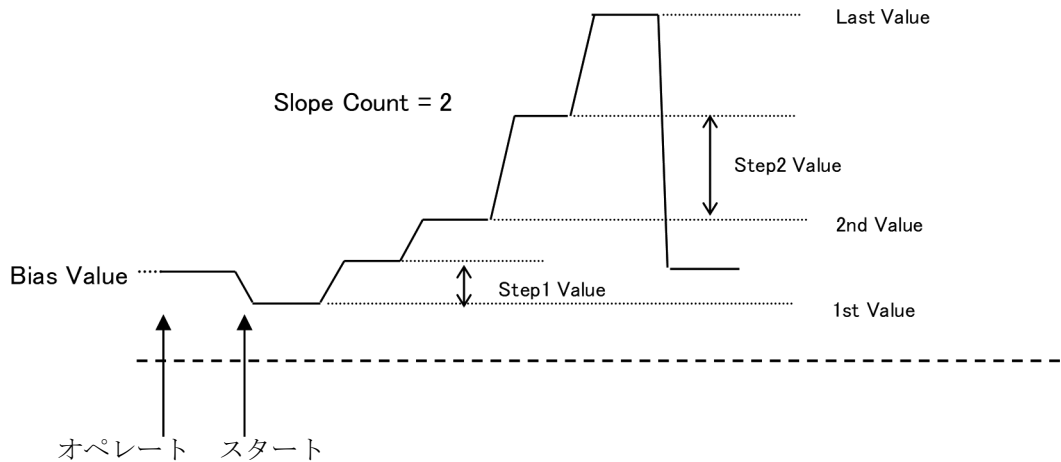 Last Value
Slope Count = 2
Step2 Value
2nd Value
Bias Value
Step1 Value
1st Value
オペレート
スタート